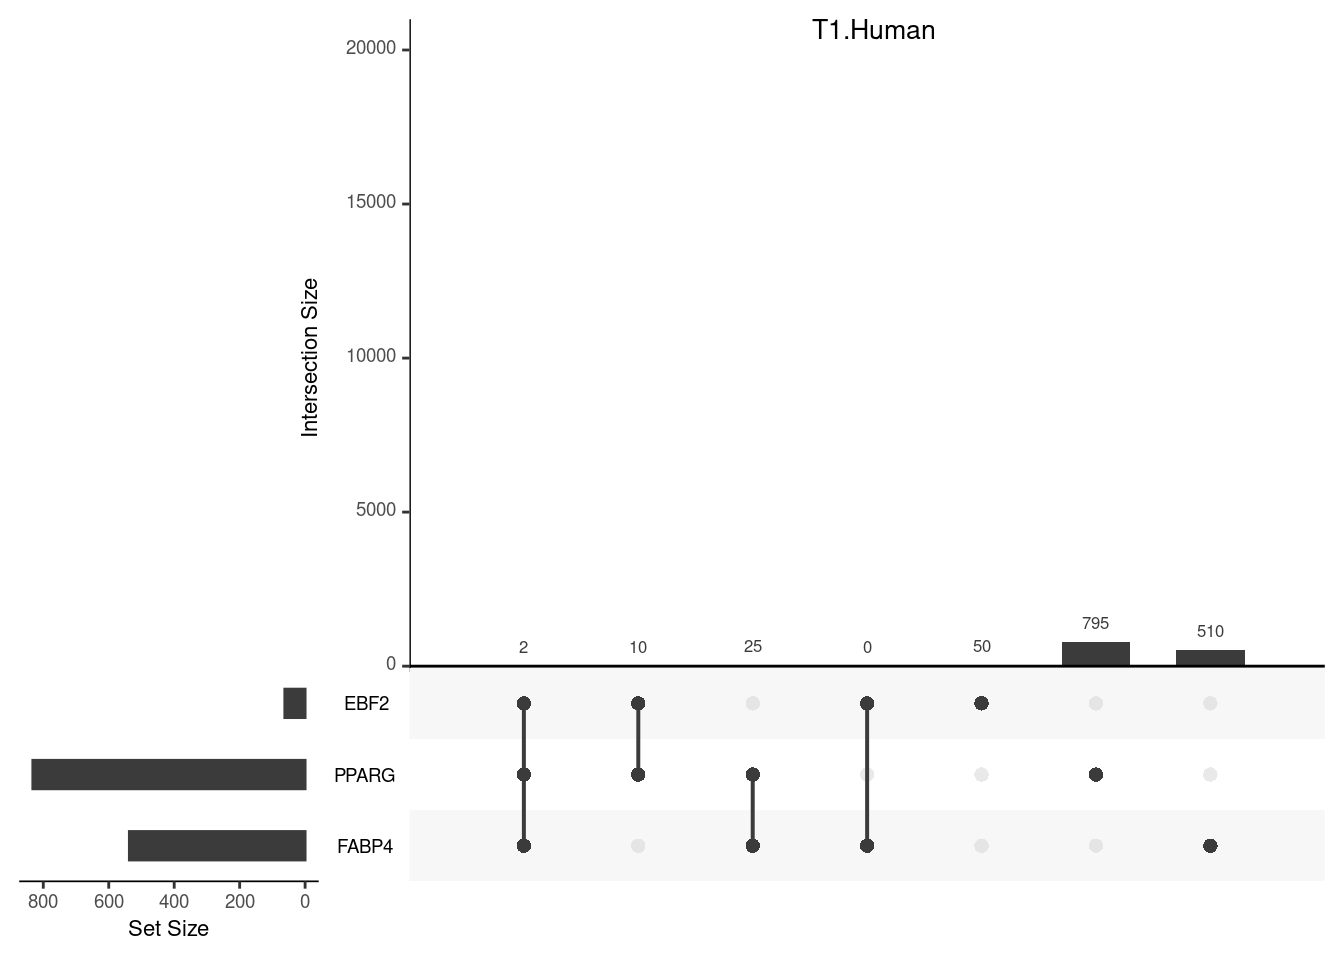 T1.Human
20000
15000
10000
5000
0
Intersection Size
2 10 25 0 50 795 510
EBF2
PPARG
FABP4
800 600 400 200 0
Set Size